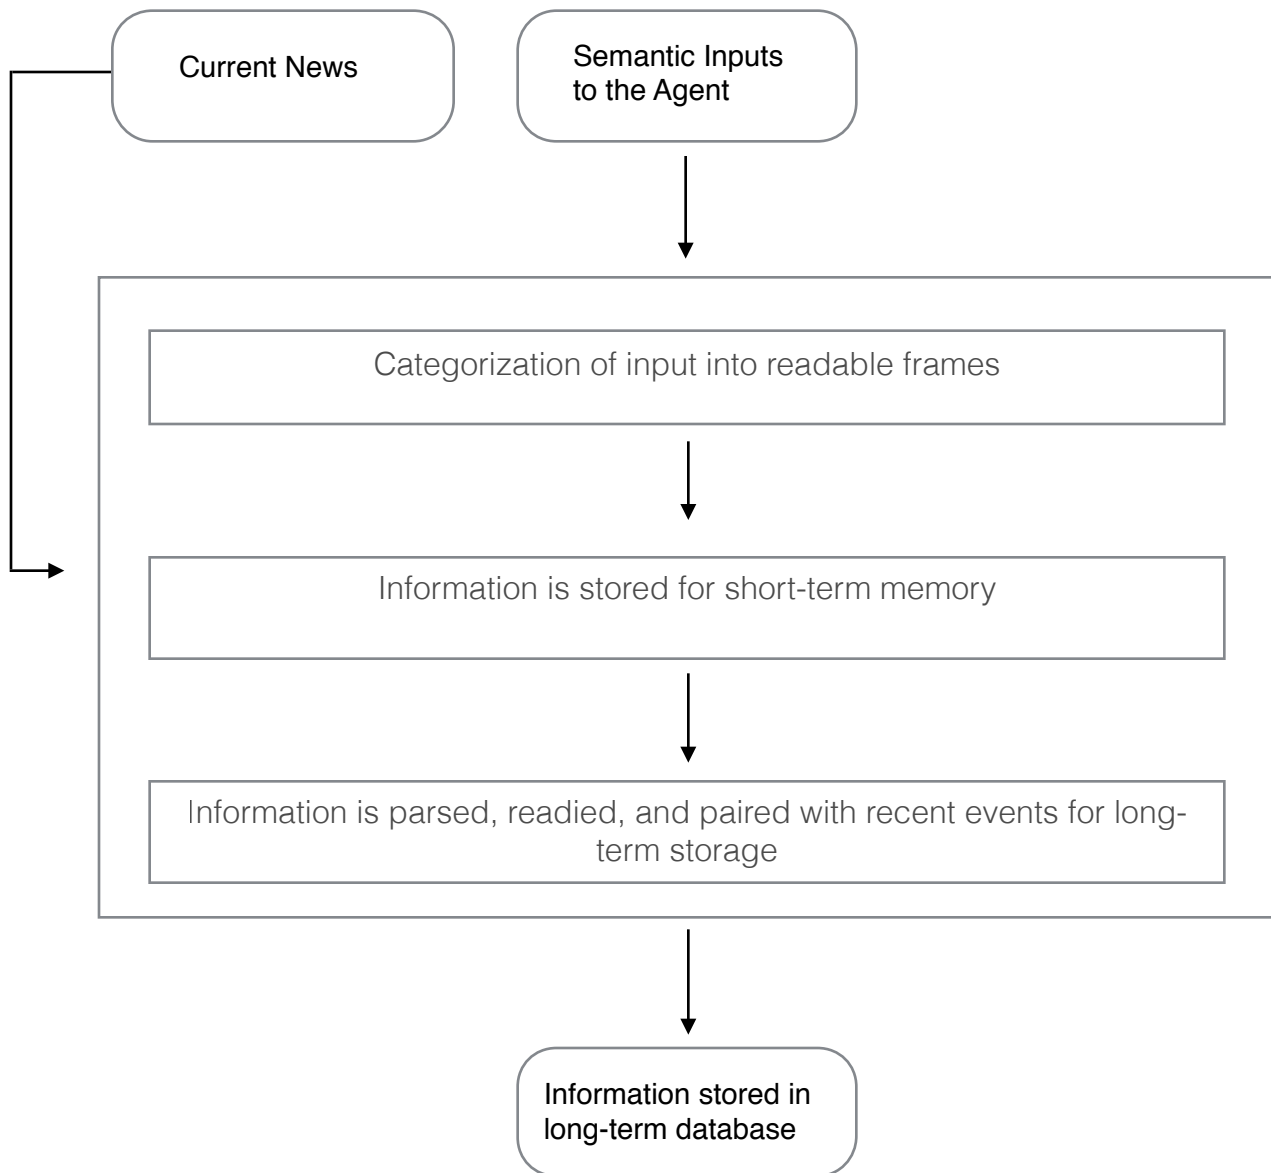 Current News
Semantic Inputs
to the Agent
Categorization of input into readable frames
Information is stored for short-term memory
Information is parsed, readied, and paired with recent events for long-
term storage
Information stored in
long-term database